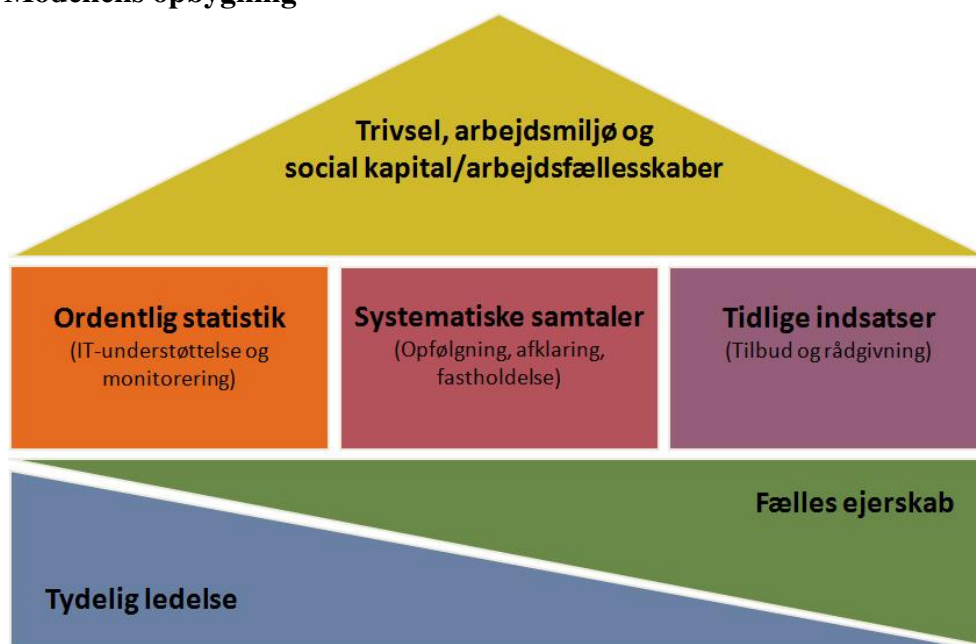 Modellens opbygning
Trivsel, arbejdsmiljø og
social kapital/arbejdsfællesskaber
Ordentlig statistik
(IT-understøttelse og
monitorering)
Systematiske samtaler
(Opfølgning, afklaring,
fastholdelse)
Tidlige indsatser
(Tilbud og rådgivning)
Fælles ejerskab
Tydelig ledelse